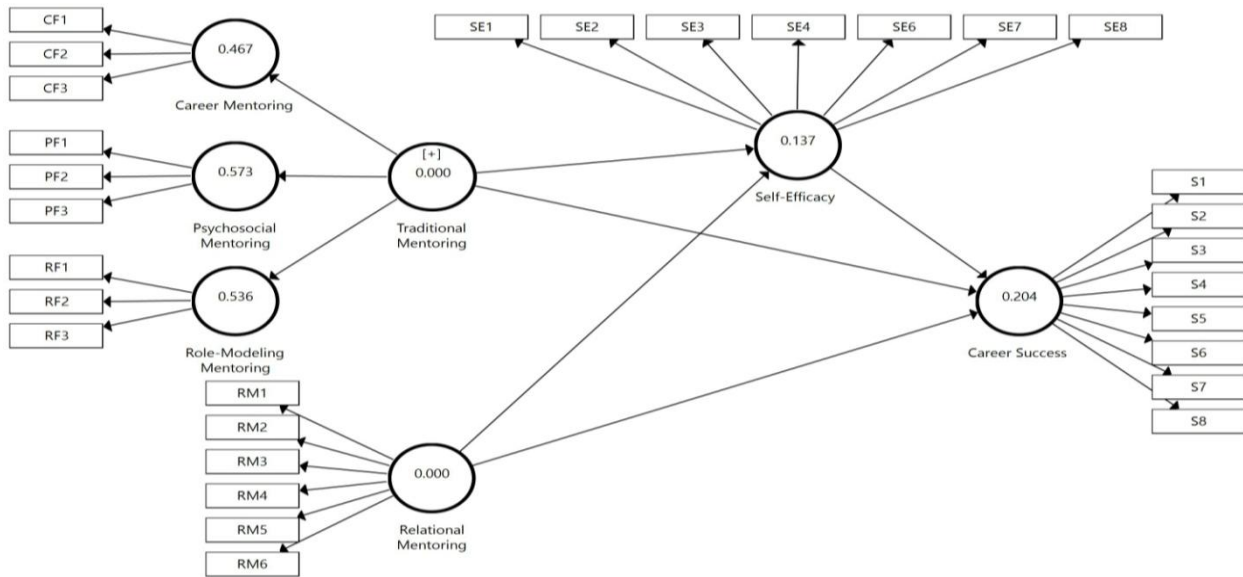 CF1
CF2
CF3
0.467
Career Mentoring
PF1
PF2
PF3
0.573
Psychosocial
Mentoring
RF1
RF2
RF3
0.536
Role-Modeling
Mentoring
[+]
0.000
Traditional
Mentoring
RM1
RM2
RM3
RM4
RM5
RM6
0.000
Relational
Mentoring
SE1
SE2
SE3
SE4
SE6
SE7
SE8
0.137
Self-Efficacy
0.204
Career Success
S1
S2
S3
S4
S5
S6
S7
S8